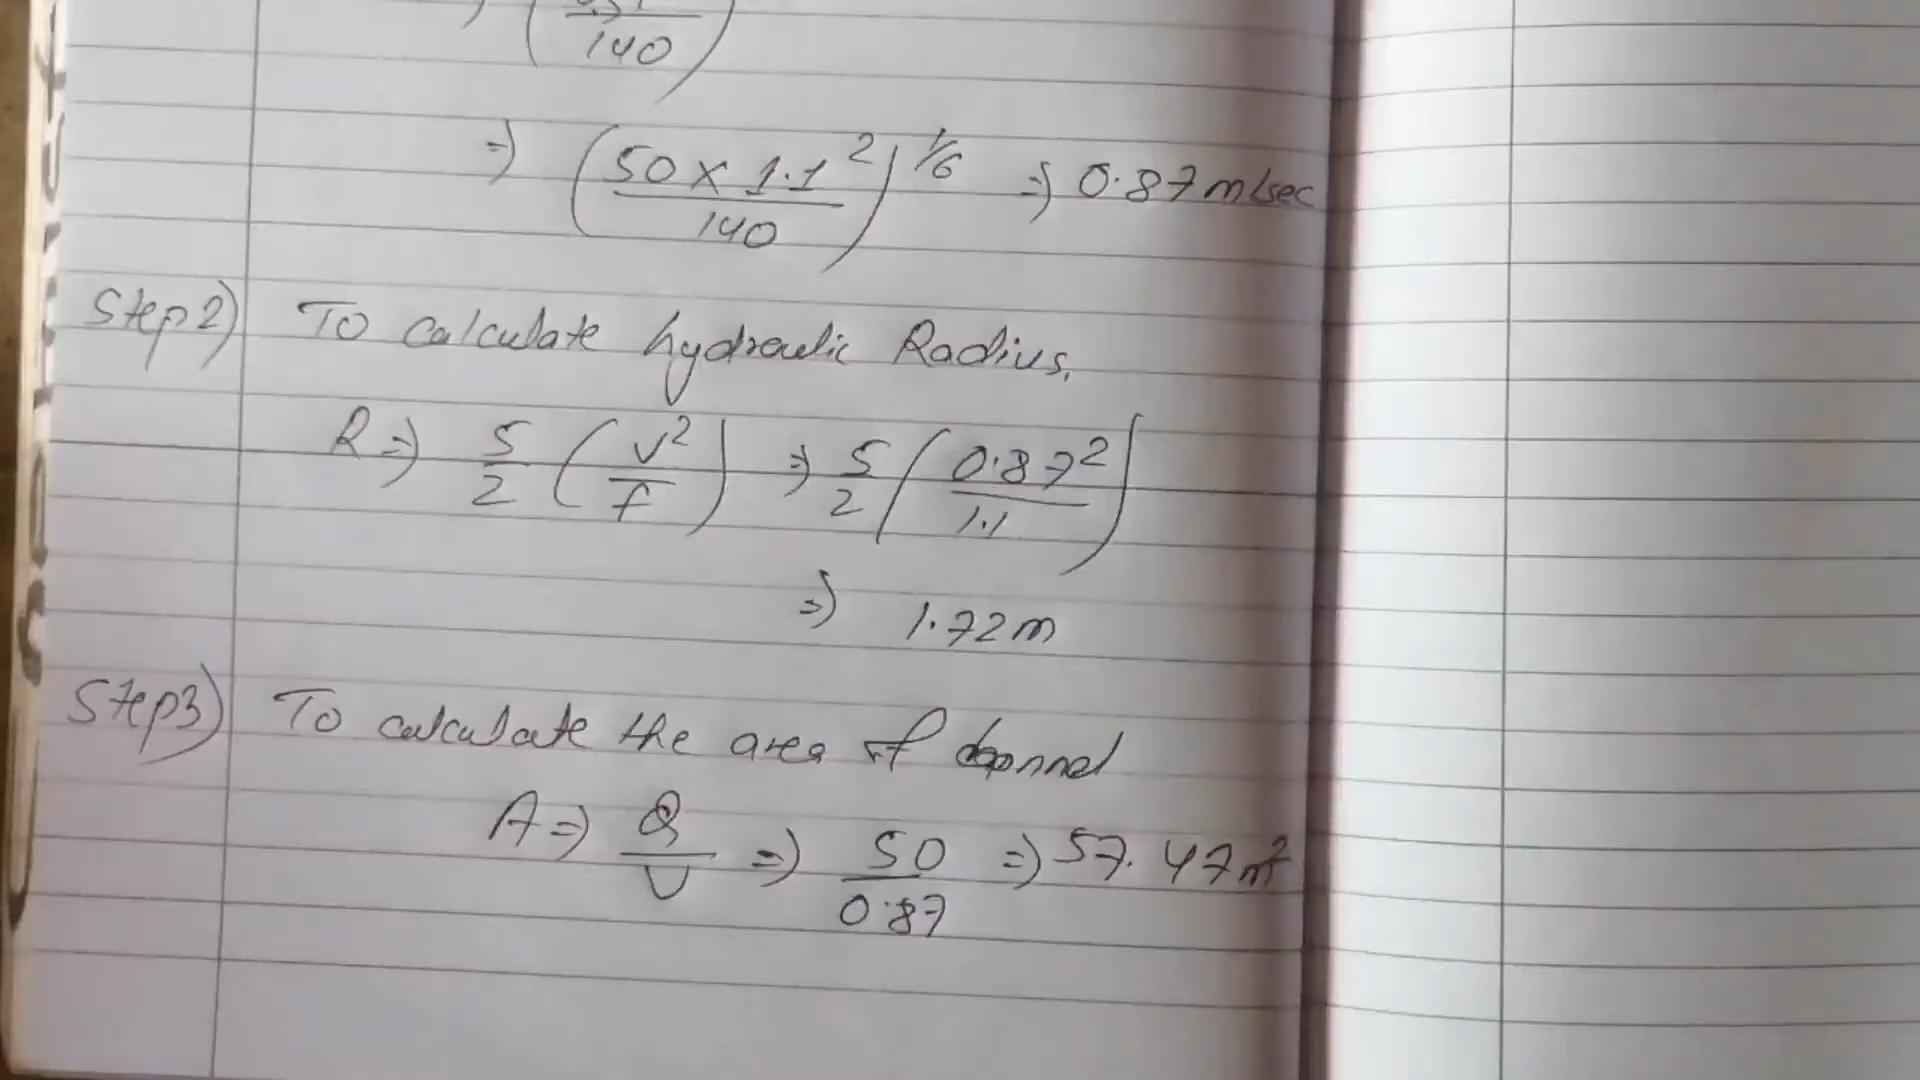 140
=) (50 x 1.1² / 140)^1/6 =) 0.87 m/sec
Step 2) To calculate hydraulic Radius,
R =) 5/2 (v²/f) =) 5/2 (0.87²/1.1)
=) 1.72m
Step 3) To calculate the area of
A =) Q/V =) 50/0.87 =) 57.47m²